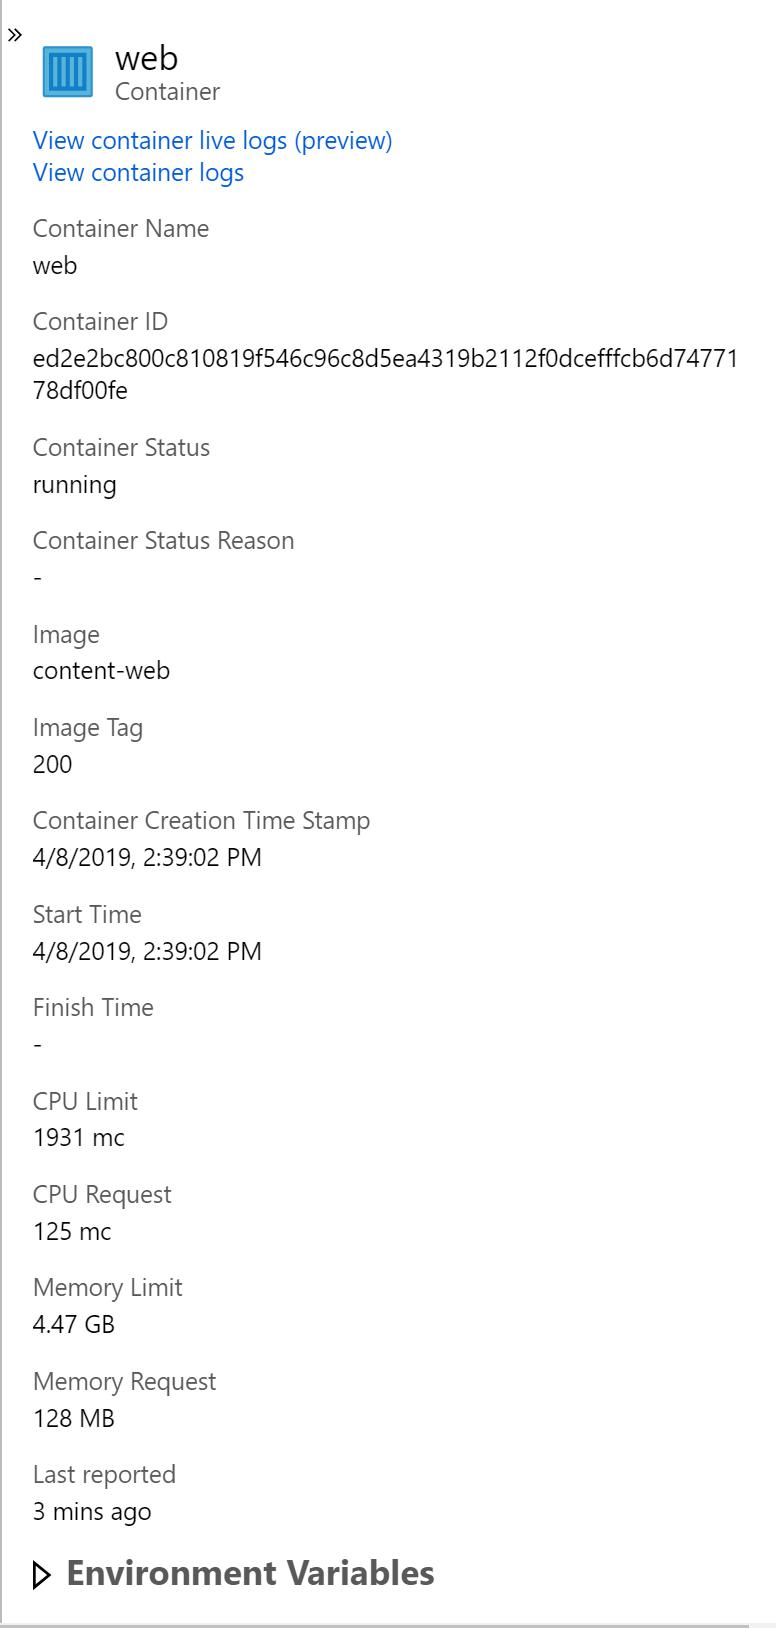 web
Container
View container live logs (preview)
View container logs
Container Name
web
Container ID
ed2e2bc800c810819f546c96c8d5ea4319b2112f0dcefffcb6d74771
78df00fe
Container Status
running
Container Status Reason
-
Image
content-web
Image Tag
200
Container Creation Time Stamp
4/8/2019, 2:39:02 PM
Start Time
4/8/2019, 2:39:02 PM
Finish Time
-
CPU Limit
1931 mc
CPU Request
125 mc
Memory Limit
4.47 GB
Memory Request
128 MB
Last reported
3 mins ago
Environment Variables